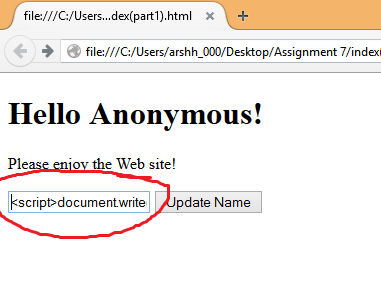 file:///C:/Users...dex(part1).html
file:///C:/Users/arshh_000/Desktop/Assignment 7/index(
Hello Anonymous!
Please enjoy the Web site!
<script>document.write
Update Name